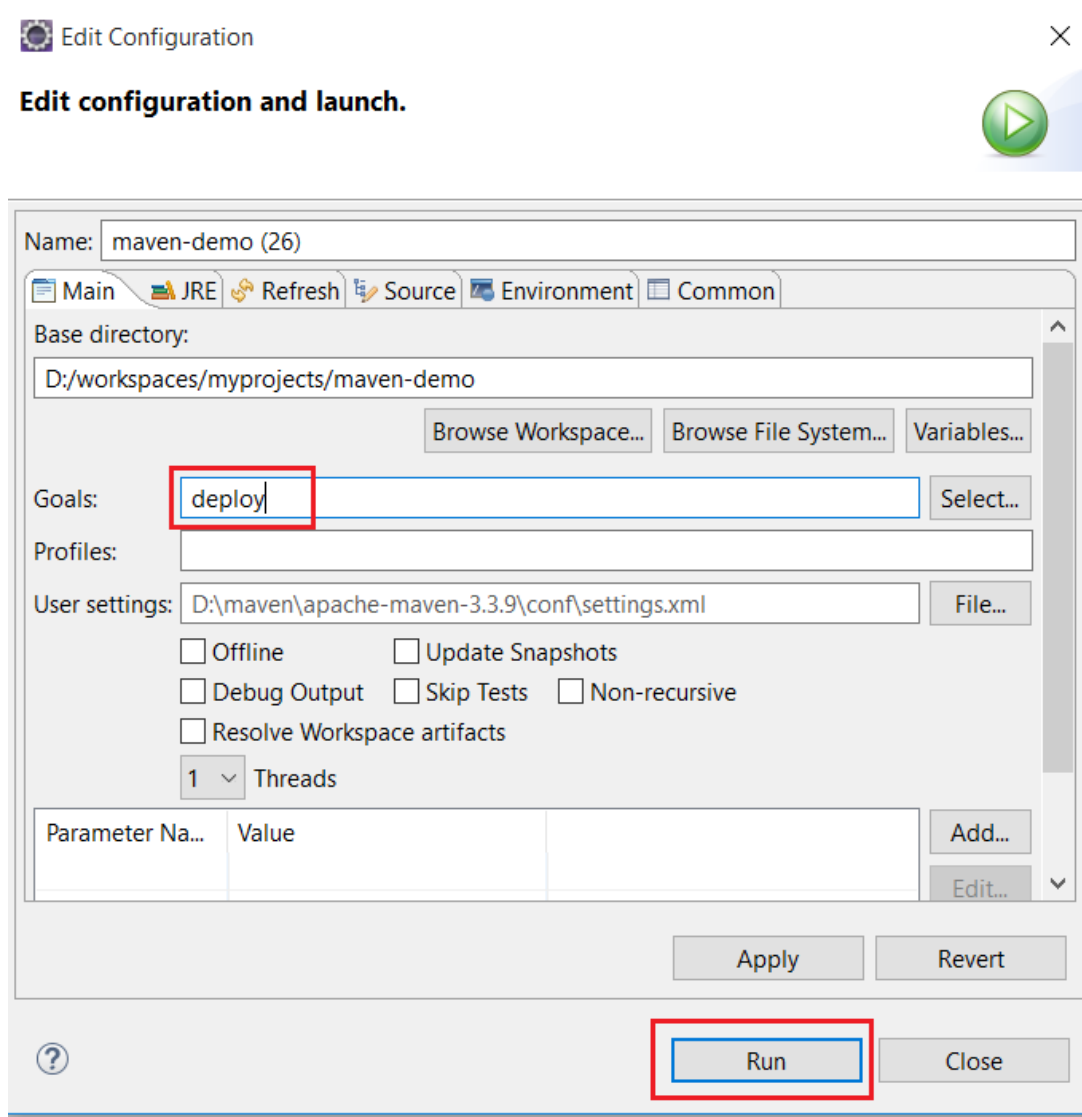 Edit Configuration
Edit configuration and launch.
Name: maven-demo (26)
Main JRE Refresh Source Environment Common
Base directory:
D:/workspaces/myprojects/maven-demo
Browse Workspace... Browse File System... Variables...
Goals: deploy Select...
Profiles:
User settings: D:\maven\apache-maven-3.3.9\conf\settings.xml File...
Offline Update Snapshots
Debug Output Skip Tests Non-recursive
Resolve Workspace artifacts
1 Threads
Parameter Na... Value Add...
Edit...
Apply Revert
? Run Close